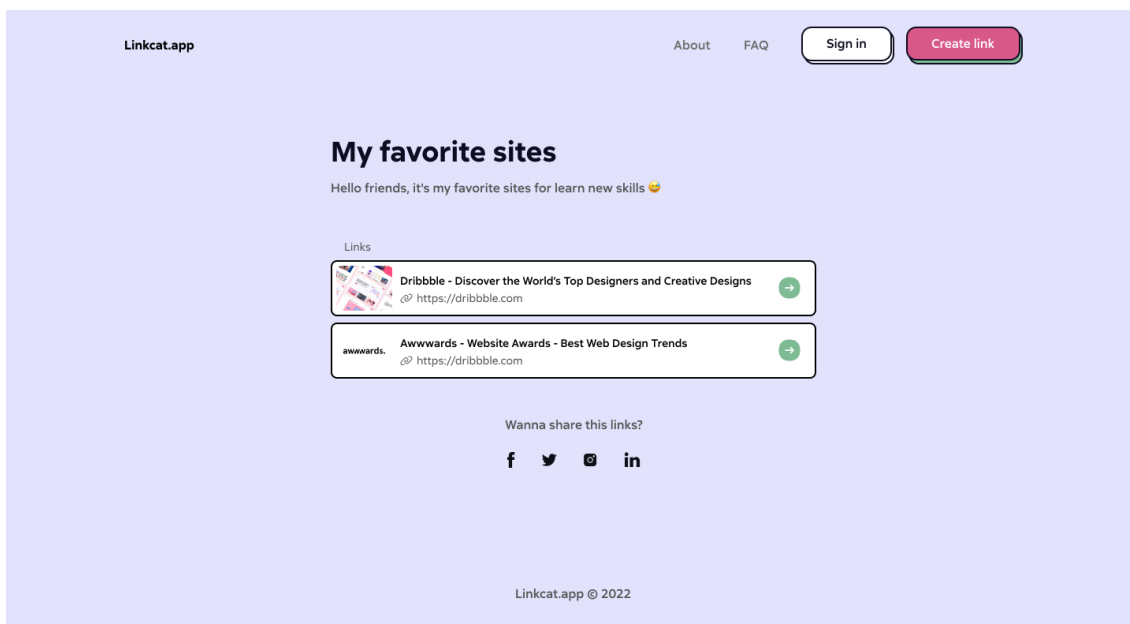 Linkcat.app
About
FAQ
Sign in
Create link
My favorite sites
Hello friends, it's my favorite sites for learn new skills 😅
Links
Dribbble - Discover the World's Top Designers and Creative Designs
https://dribbble.com
awwwards.
Awwwards - Website Awards - Best Web Design Trends
https://dribbble.com
Wanna share this links?
Linkcat.app © 2022